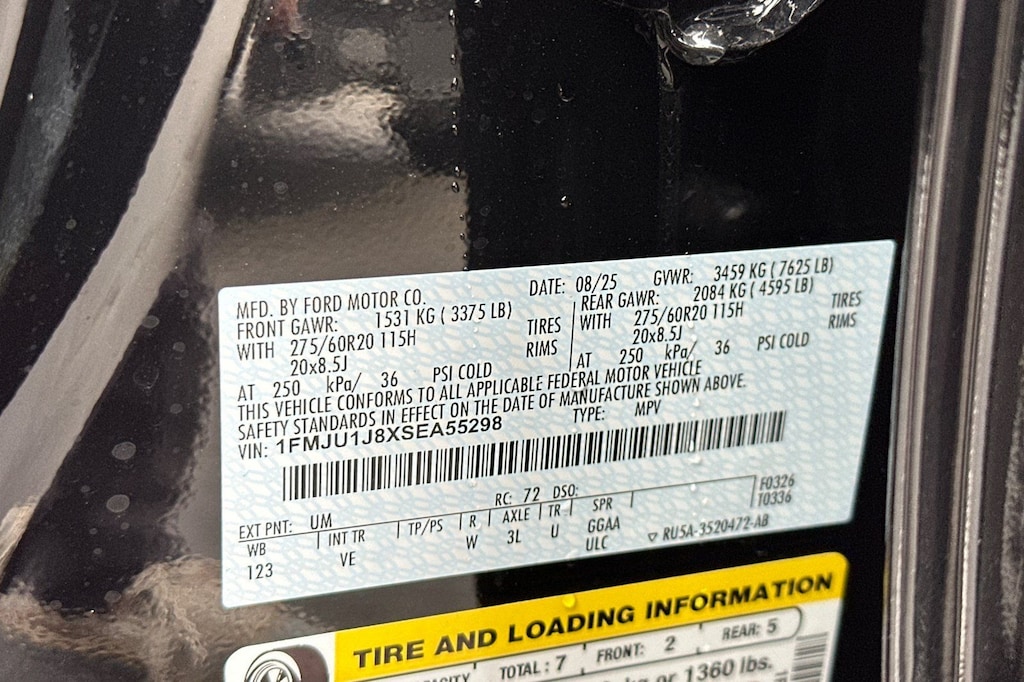 MFD. BY FORD MOTOR CO. DATE: 08/25 GVWR: 3459 KG ( 7625 LB)
FRONT GAWR: 1531 KG ( 3375 LB) REAR GAWR: 2084 KG ( 4595 LB)
WITH 275/60R20 115H TIRES WITH 275/60R20 115H TIRES
20x8.5J RIMS 20x8.5J RIMS
AT 250 kPa/ 36 PSI COLD AT 250 kPa/ 36 PSI COLD
THIS VEHICLE CONFORMS TO ALL APPLICABLE FEDERAL MOTOR VEHICLE
SAFETY STANDARDS IN EFFECT ON THE DATE OF MANUFACTURE SHOWN ABOVE.
VIN: 1FMJU1J8XSEA55298 TYPE: MPV
F0326
T0336
EXT PNT: UM RC: 72 DSO:
WB INT TR TP/PS R AXLE TR SPR
123 VE W 3L U GGAA
ULC
RU5A-3520472-AB
TIRE AND LOADING INFORMATION
TOTAL : 7 FRONT: 2 REAR: 5
or 1360 lbs.